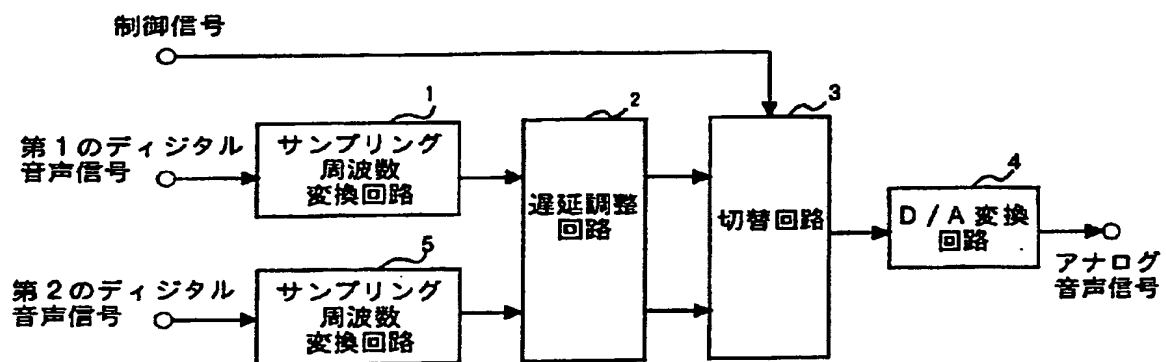 制御信号
1
2
3
第1のディジタル
音声信号
サンプリング
周波数
変換回路
遅延調整
回路
切替回路
4
D/A変換
回路
アナログ
音声信号
5
第2のディジタル
音声信号
サンプリング
周波数
変換回路